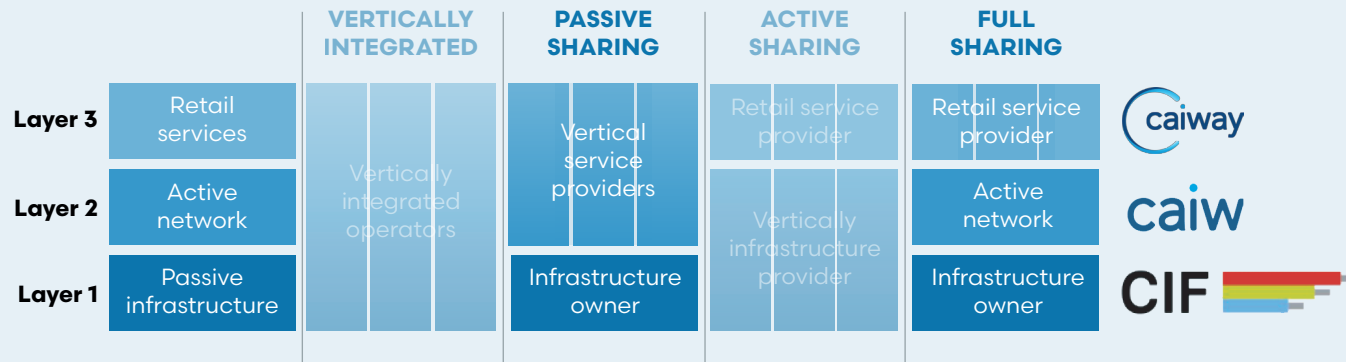 VERTICALLY
INTEGRATED
PASSIVE
SHARING
ACTIVE
SHARING
FULL
SHARING
Layer 3
Retail
services
Layer 2
Active
network
Layer 1
Passive
infrastructure
Vertically
integrated
operators
Vertical
service
providers
Infrastructure
owner
Retail service
provider
Vertically
infrastructure
provider
Retail service
provider
Active
network
Infrastructure
owner
caiway
caiw
CIF